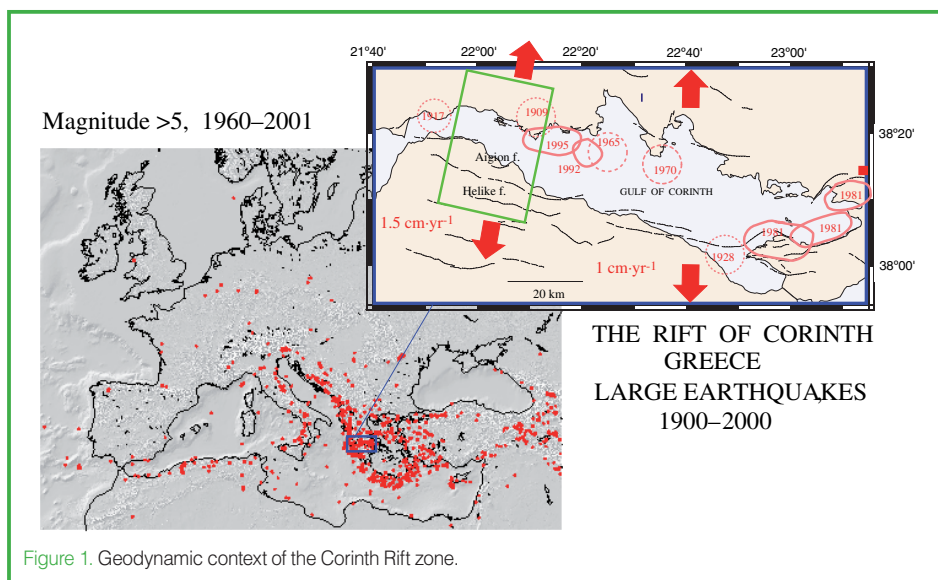 Magnitude >5, 1960–2001
21°40' 22°00' 22°20' 22°40' 23°00'
38°20'
38°00'
1917
1909
1995
1965
1992
1970
Aigion f.
Helike f.
GULF OF CORINTH
1981
1981
1981
1928
1.5 cm·yr-1
1 cm·yr-1
20 km
THE RIFT OF CORINTH
GREECE
LARGE EARTHQUAKES
1900–2000
Figure 1. Geodynamic context of the Corinth Rift zone.